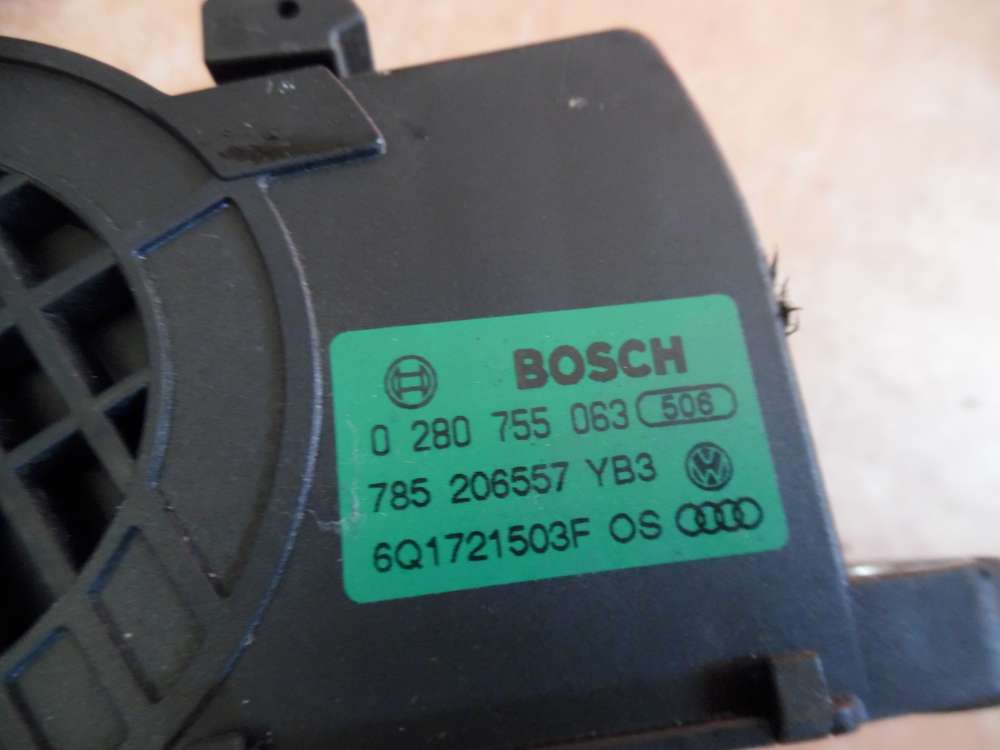 BOSCH
0 280 755 063 506
785 206557 YB3
6Q1721503F OS